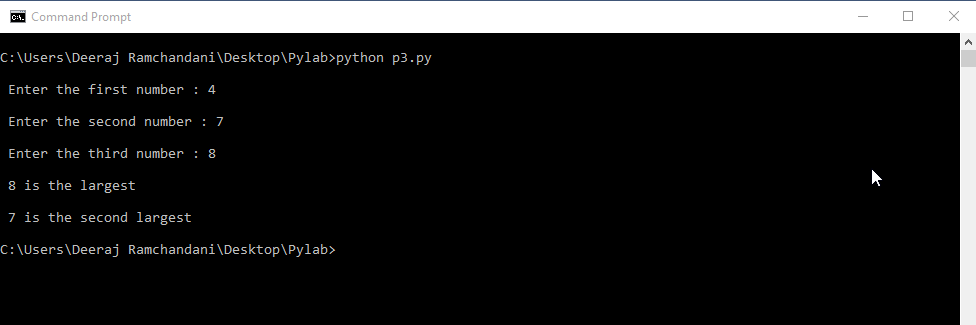 Command Prompt
C:\Users\Deeraj Ramchandani\Desktop\Pylab>python p3.py
Enter the first number : 4
Enter the second number : 7
Enter the third number : 8
8 is the largest
7 is the second largest
C:\Users\Deeraj Ramchandani\Desktop\Pylab>